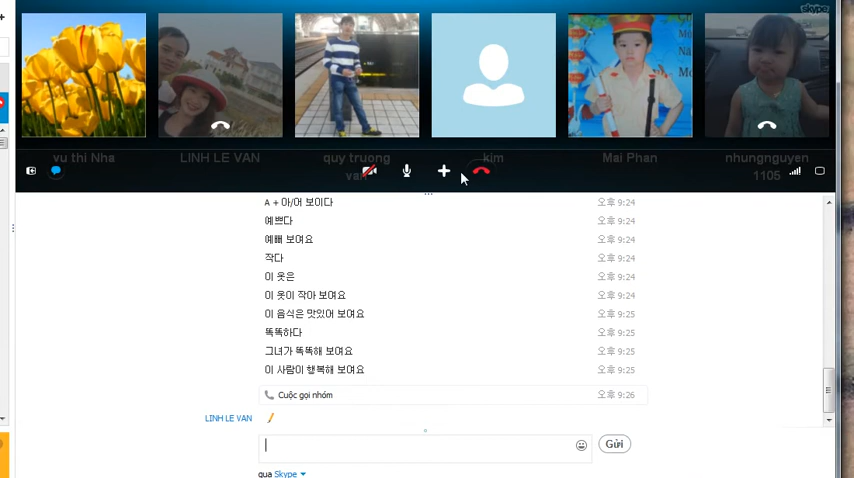 skype
vu thi Nha
LINH LE VAN
quy truong
van
kim
Mai Phan
nhungnguyen
1105
A + 아/어 보이다 오후 9:24
예쁘다 오후 9:24
예뻐 보여요 오후 9:24
작다 오후 9:24
이 옷은 오후 9:24
이 옷이 작아 보여요 오후 9:24
이 음식은 맛있어 보여요 오후 9:25
똑똑하다 오후 9:25
그녀가 똑똑해 보여요 오후 9:25
이 사람이 행복해 보여요 오후 9:25
Cuộc gọi nhóm 오후 9:26
LINH LE VAN
Gửi
qua Skype